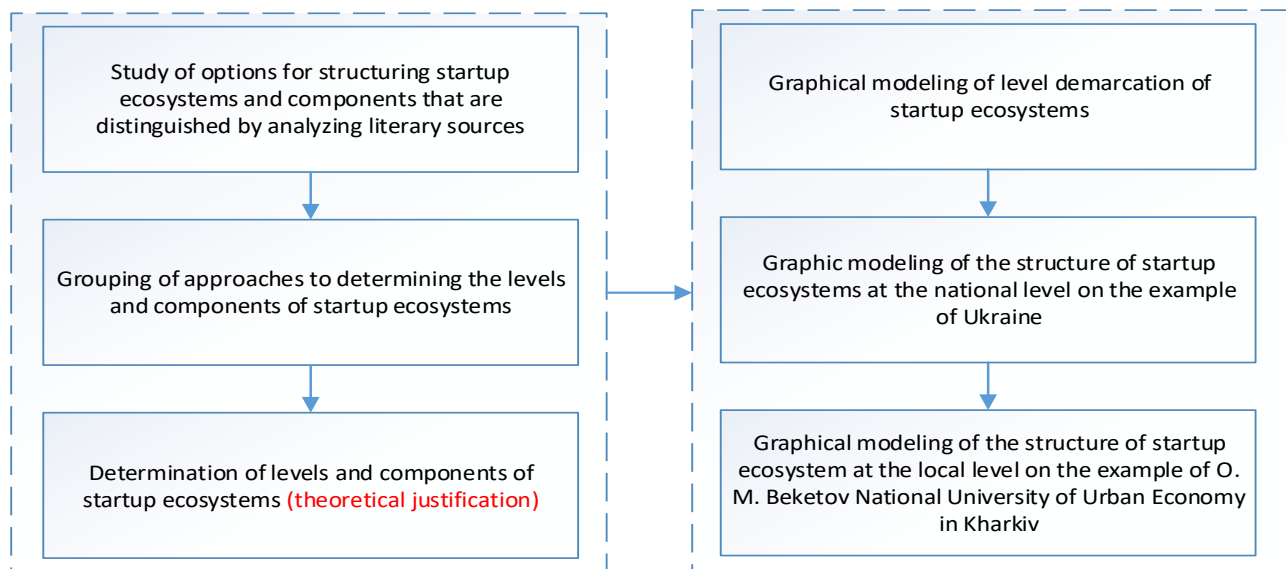 Study of options for structuring startup
ecosystems and components that are
distinguished by analyzing literary sources
Grouping of approaches to determining the levels
and components of startup ecosystems
Determination of levels and components of
startup ecosystems (theoretical justification)
Graphical modeling of level demarcation of
startup ecosystems
Graphic modeling of the structure of startup
ecosystems at the national level on the example
of Ukraine
Graphical modeling of the structure of startup
ecosystem at the local level on the example of O.
M. Beketov National University of Urban Economy
in Kharkiv